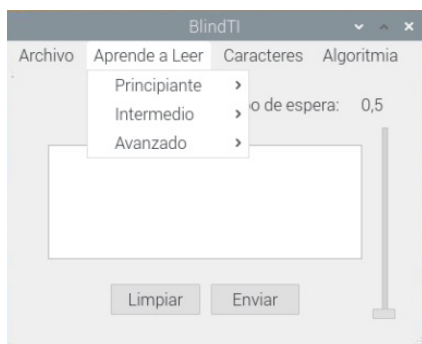 BlindTI
Archivo Aprende a Leer Caracteres Algoritmia
Principiante
de espera: 0,5
Intermedio
Avanzado
Limpiar Enviar